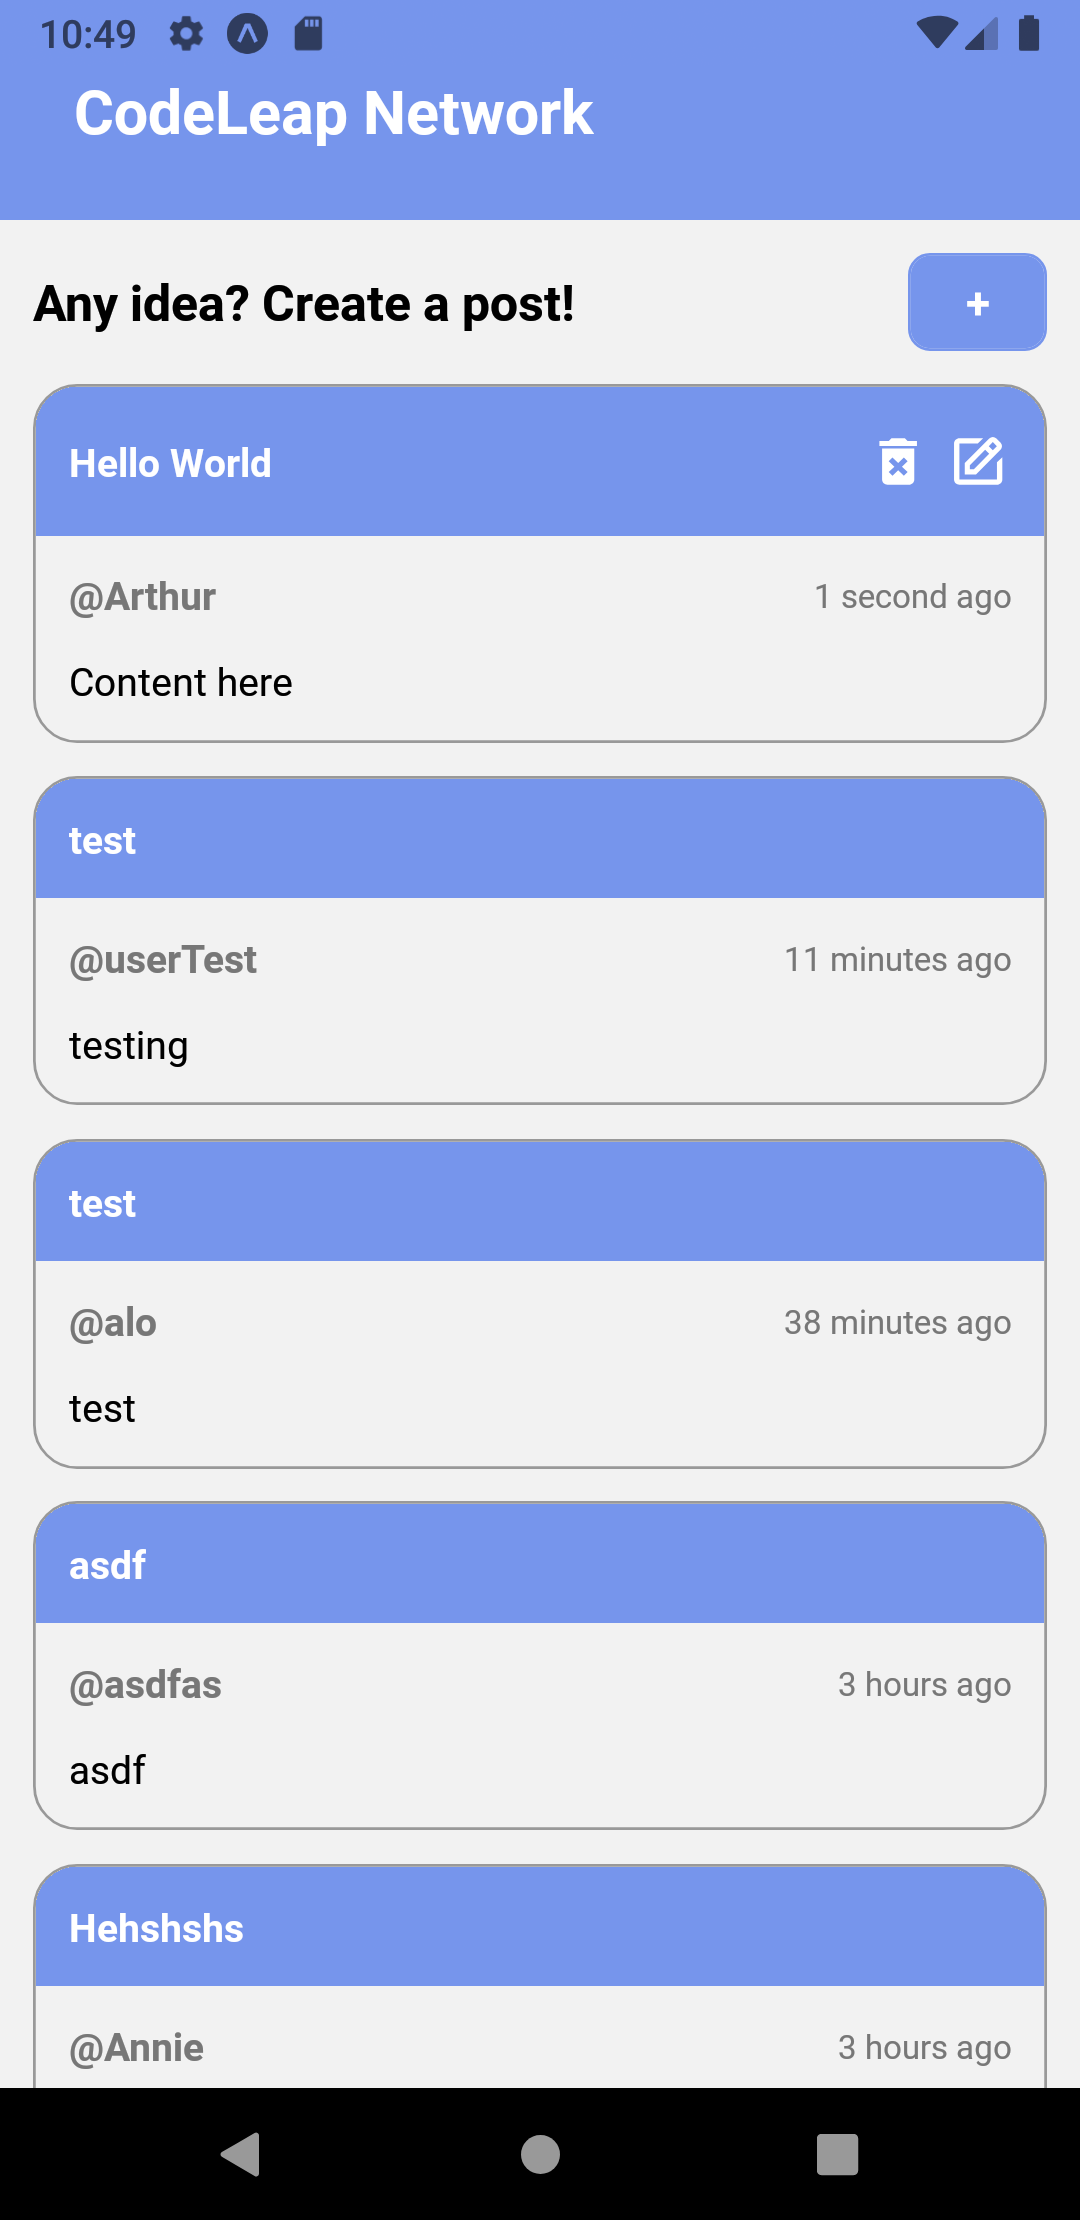 10:49
CodeLeap Network
Any idea? Create a post!
+
Hello World
@Arthur
1 second ago
Content here
test
@userTest
11 minutes ago
testing
test
@alo
38 minutes ago
test
asdf
@asdfas
3 hours ago
asdf
Hehshshs
@Annie
3 hours ago